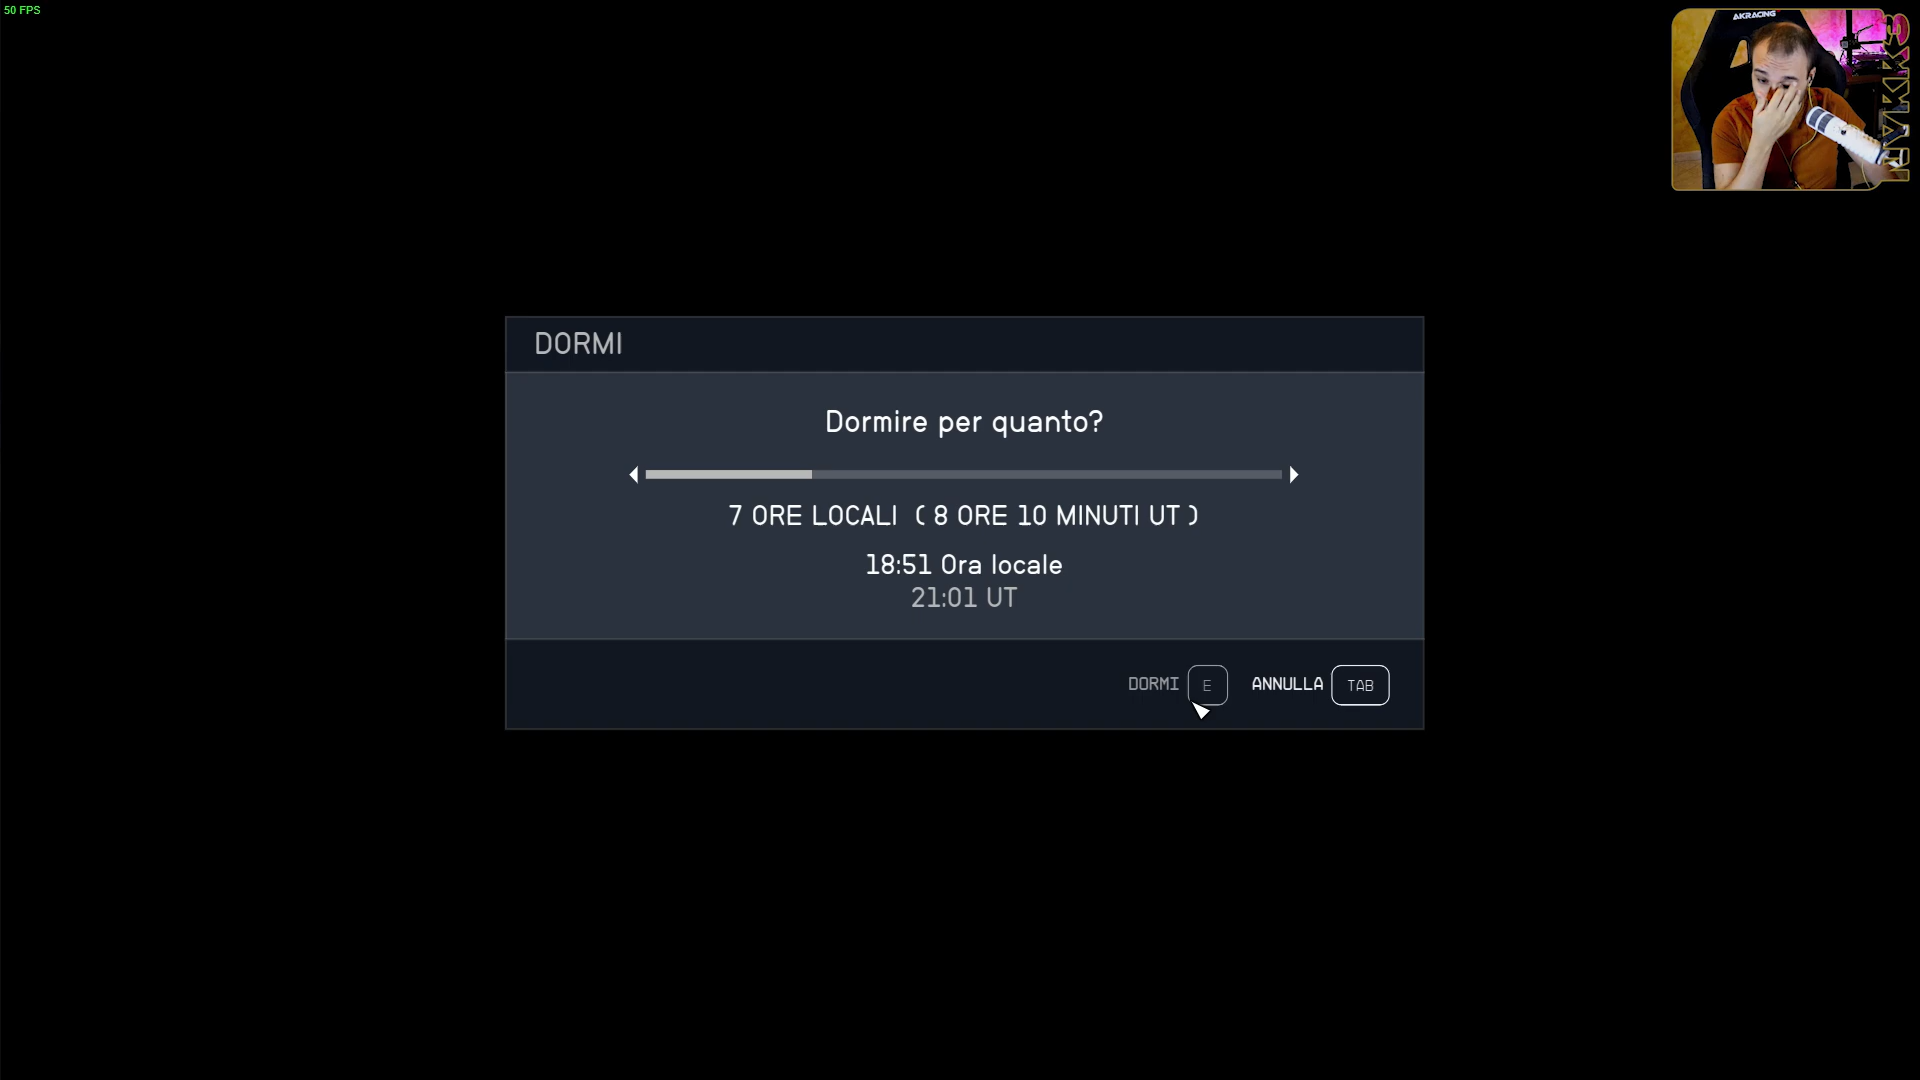 50 FPS
AKRACING
DORMI
Dormire per quanto?
7 ORE LOCALI ( 8 ORE 10 MINUTI UT )
18:51 Ora locale
21:01 UT
DORMI E ANNULLA TAB